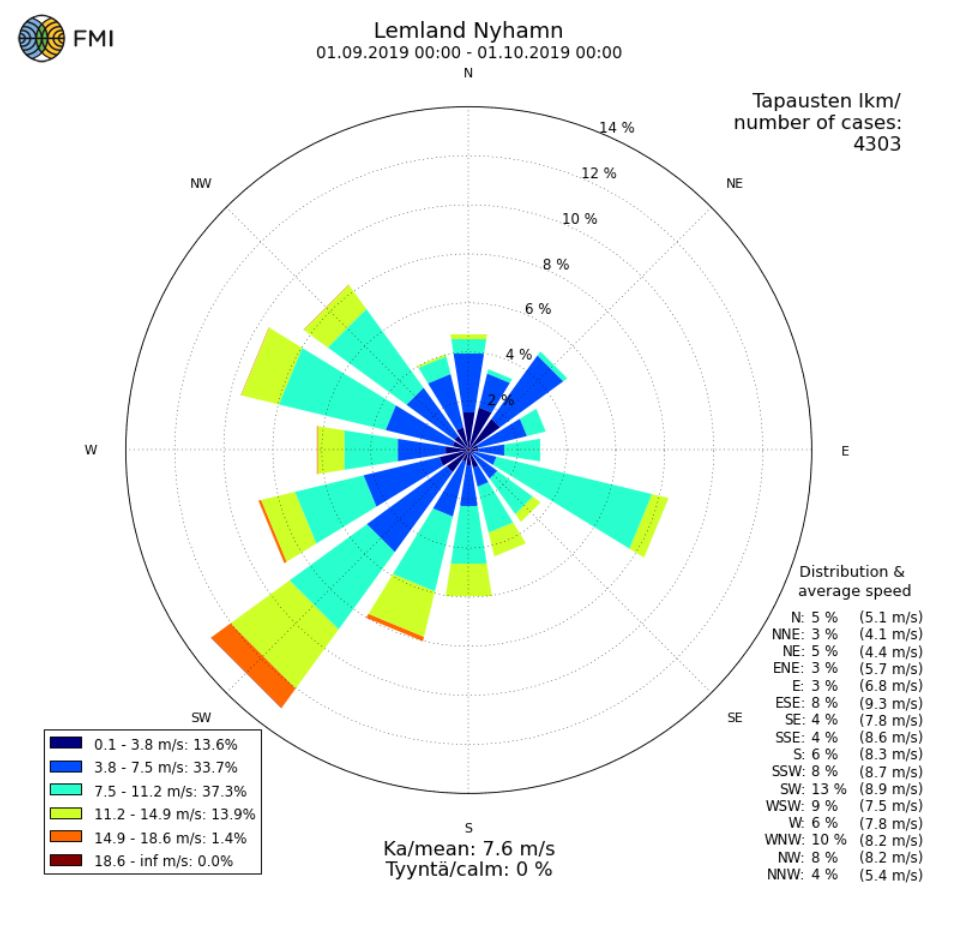 FMI
Lemland Nyhamn
01.09.2019 00:00 - 01.10.2019 00:00
N
Tapausten lkm/
number of cases:
4303
14 %
12 %
10 %
8 %
6 %
4 %
2 %
NW
NE
W
E
SW
SE
S
Distribution &
average speed
N: 5 % (5.1 m/s)
NNE: 3 % (4.1 m/s)
NE: 5 % (4.4 m/s)
ENE: 3 % (5.7 m/s)
E: 3 % (6.8 m/s)
ESE: 8 % (9.3 m/s)
SE: 4 % (7.8 m/s)
SSE: 4 % (8.6 m/s)
S: 6 % (8.3 m/s)
SSW: 8 % (8.7 m/s)
SW: 13 % (8.9 m/s)
WSW: 9 % (7.5 m/s)
W: 6 % (7.8 m/s)
WNW: 10 % (8.2 m/s)
NW: 8 % (8.2 m/s)
NNW: 4 % (5.4 m/s)
0.1 - 3.8 m/s: 13.6%
3.8 - 7.5 m/s: 33.7%
7.5 - 11.2 m/s: 37.3%
11.2 - 14.9 m/s: 13.9%
14.9 - 18.6 m/s: 1.4%
18.6 - inf m/s: 0.0%
Ka/mean: 7.6 m/s
Tyyntä/calm: 0 %